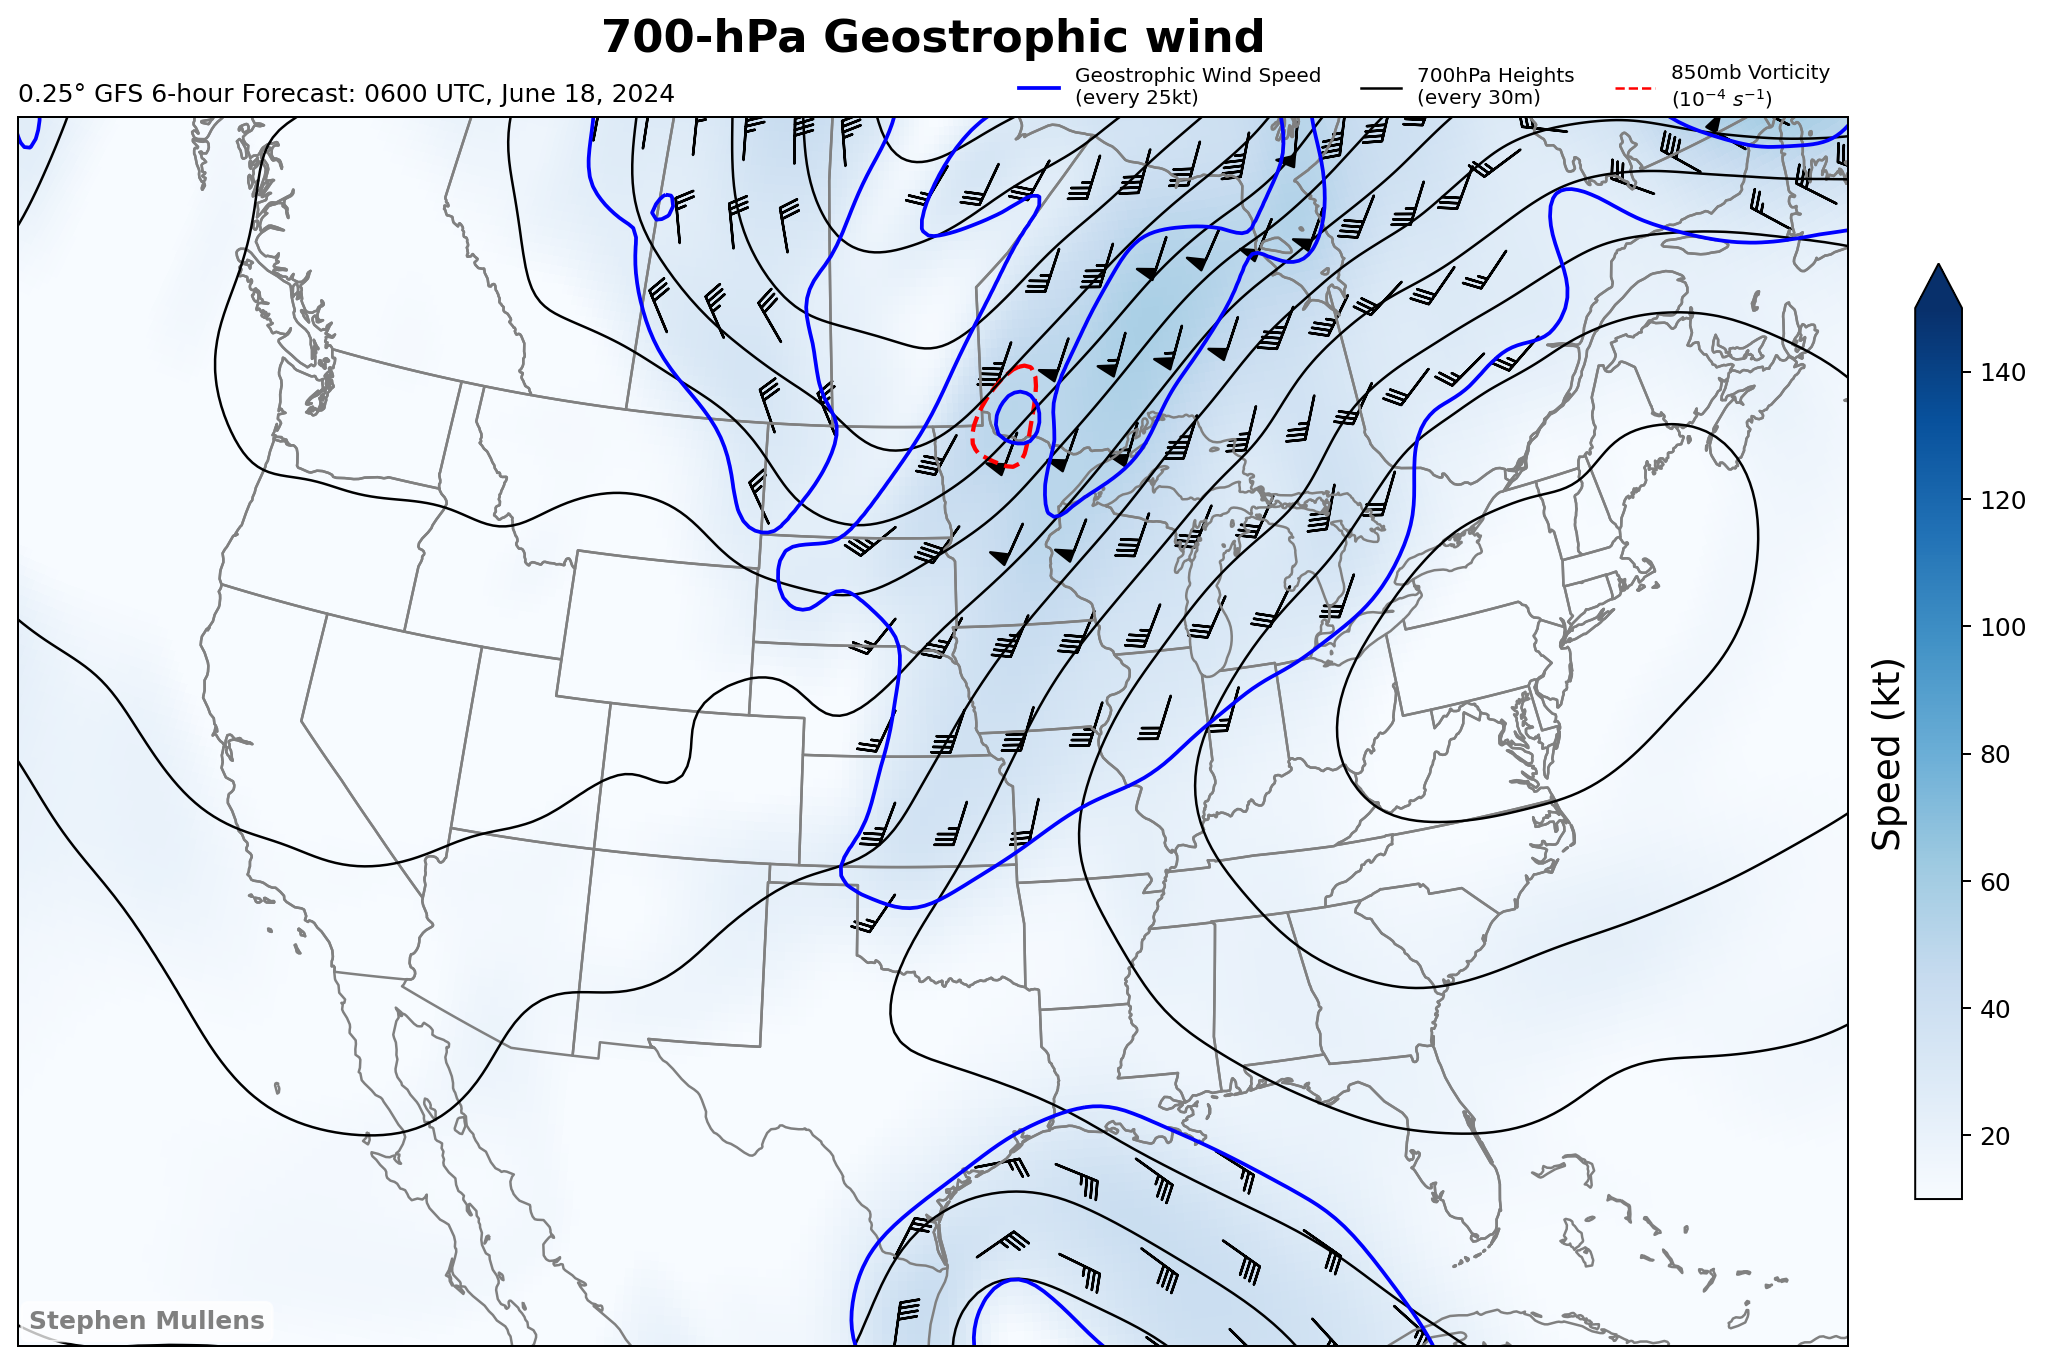 700-hPa Geostrophic wind
0.25° GFS 6-hour Forecast: 0600 UTC, June 18, 2024
Geostrophic Wind Speed
(every 25kt)
700hPa Heights
(every 30m)
850mb Vorticity
(10⁻⁴ s⁻¹)
140
120
100
80
60
40
20
Speed (kt)
Stephen Mullens